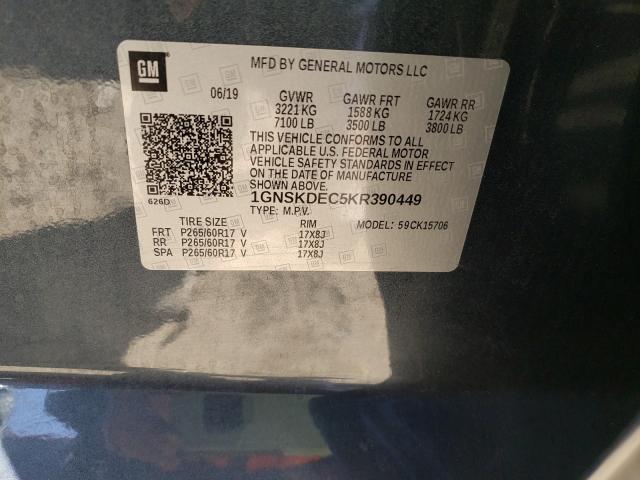 GM
MFD BY GENERAL MOTORS LLC
06/19 GVWR GAWR FRT GAWR RR
3221 KG 1588 KG 1724 KG
7100 LB 3500 LB 3800 LB
THIS VEHICLE CONFORMS TO ALL
APPLICABLE U.S. FEDERAL MOTOR
VEHICLE SAFETY STANDARDS IN EFFECT
ON THE DATE OF MANUFACTURE
SHOWN ABOVE.
626D 1GNSKDEC5KR390449
TYPE: M.P.V. MODEL: 59CK15706
TIRE SIZE RIM
FRT P265/60R17 V 17X8J
RR P265/60R17 V 17X8J
SPA P265/60R17 V 17X8J